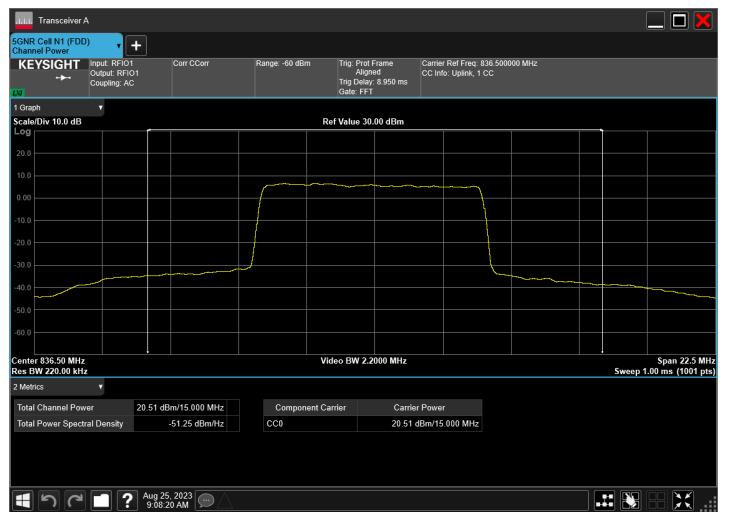 Transceiver A
5GNR Cell N1 (FDD)
Channel Power
KEYSIGHT
LXI
Input: RFIO1
Output: RFIO1
Coupling: AC
Corr CCorr
Range: -60 dBm
Trig: Prot Frame
Aligned
Trig Delay: 8.950 ms
Gate: FFT
Carrier Ref Freq: 836.500000 MHz
CC Info: Uplink, 1 CC
1 Graph
Scale/Div 10.0 dB
Ref Value 30.00 dBm
Log
20.0
10.0
0.00
-10.0
-20.0
-30.0
-40.0
-50.0
-60.0
Center 836.50 MHz
Video BW 2.2000 MHz
Span 22.5 MHz
Res BW 220.00 kHz
Sweep 1.00 ms (1001 pts)
2 Metrics
Total Channel Power 20.51 dBm/15.000 MHz
Total Power Spectral Density -51.25 dBm/Hz
Component Carrier Carrier Power
CC0 20.51 dBm/15.000 MHz
?
Aug 25, 2023
9:08:20 AM